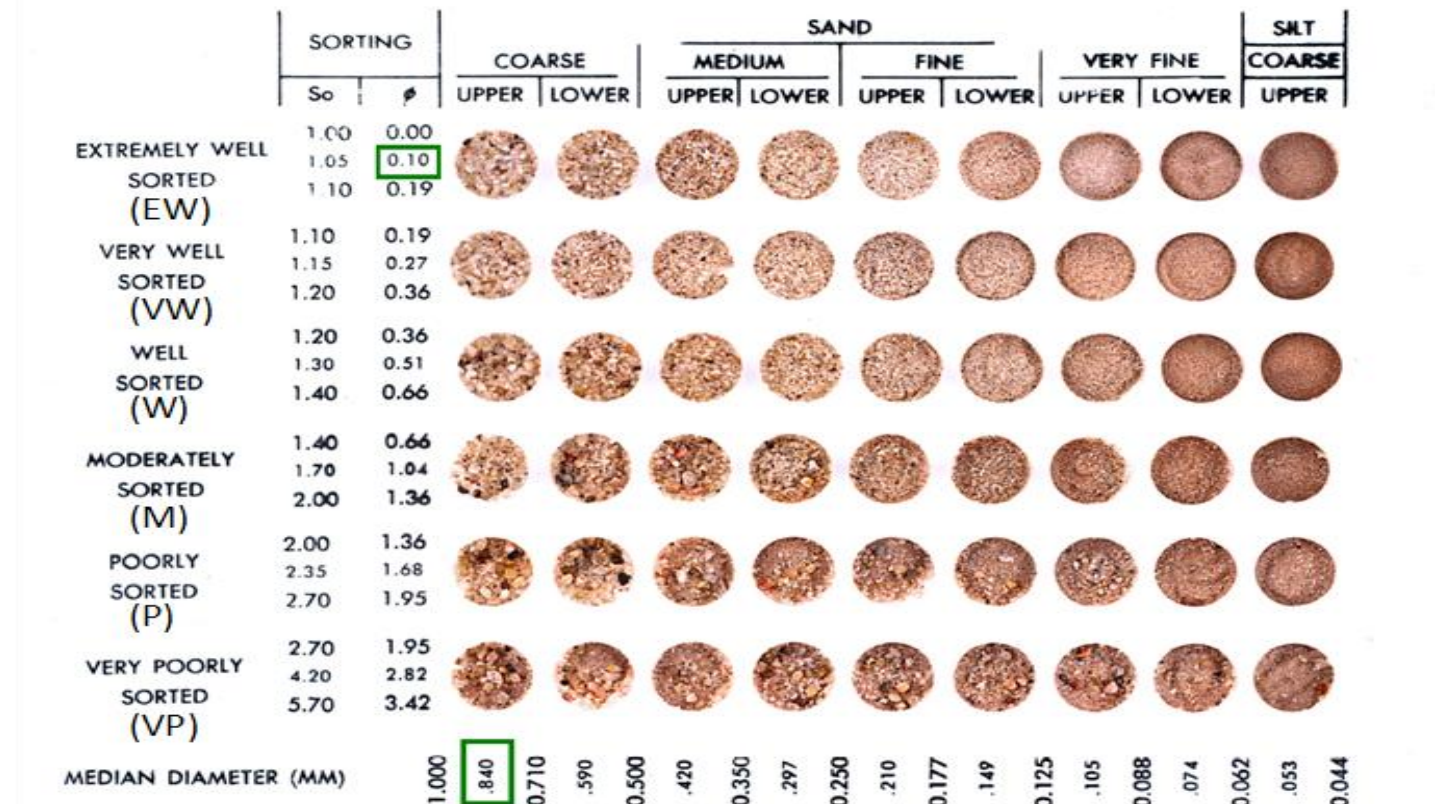 SORTING
SAND
SILT
COARSE MEDIUM FINE VERY FINE COARSE
So φ UPPER LOWER UPPER LOWER UPPER LOWER UPPER LOWER UPPER
EXTREMELY WELL
SORTED
(EW)
1.00 0.00
1.05 0.10
1.10 0.19
VERY WELL
SORTED
(VW)
1.10 0.19
1.15 0.27
1.20 0.36
WELL
SORTED
(W)
1.20 0.36
1.30 0.51
1.40 0.66
MODERATELY
SORTED
(M)
1.40 0.66
1.70 1.04
2.00 1.36
POORLY
SORTED
(P)
2.00 1.36
2.35 1.68
2.70 1.95
VERY POORLY
SORTED
(VP)
2.70 1.95
4.20 2.82
5.70 3.42
MEDIAN DIAMETER (MM) 1.000 .840 0.710 .590 0.500 .420 0.350 .297 0.250 .210 0.177 .149 0.125 .105 0.088 .074 0.062 .053 0.044